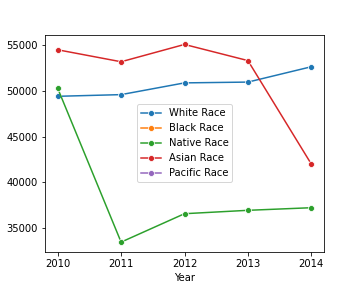 55000
50000
45000
40000
35000
White Race
Black Race
Native Race
Asian Race
Pacific Race
2010 2011 2012 2013 2014
Year